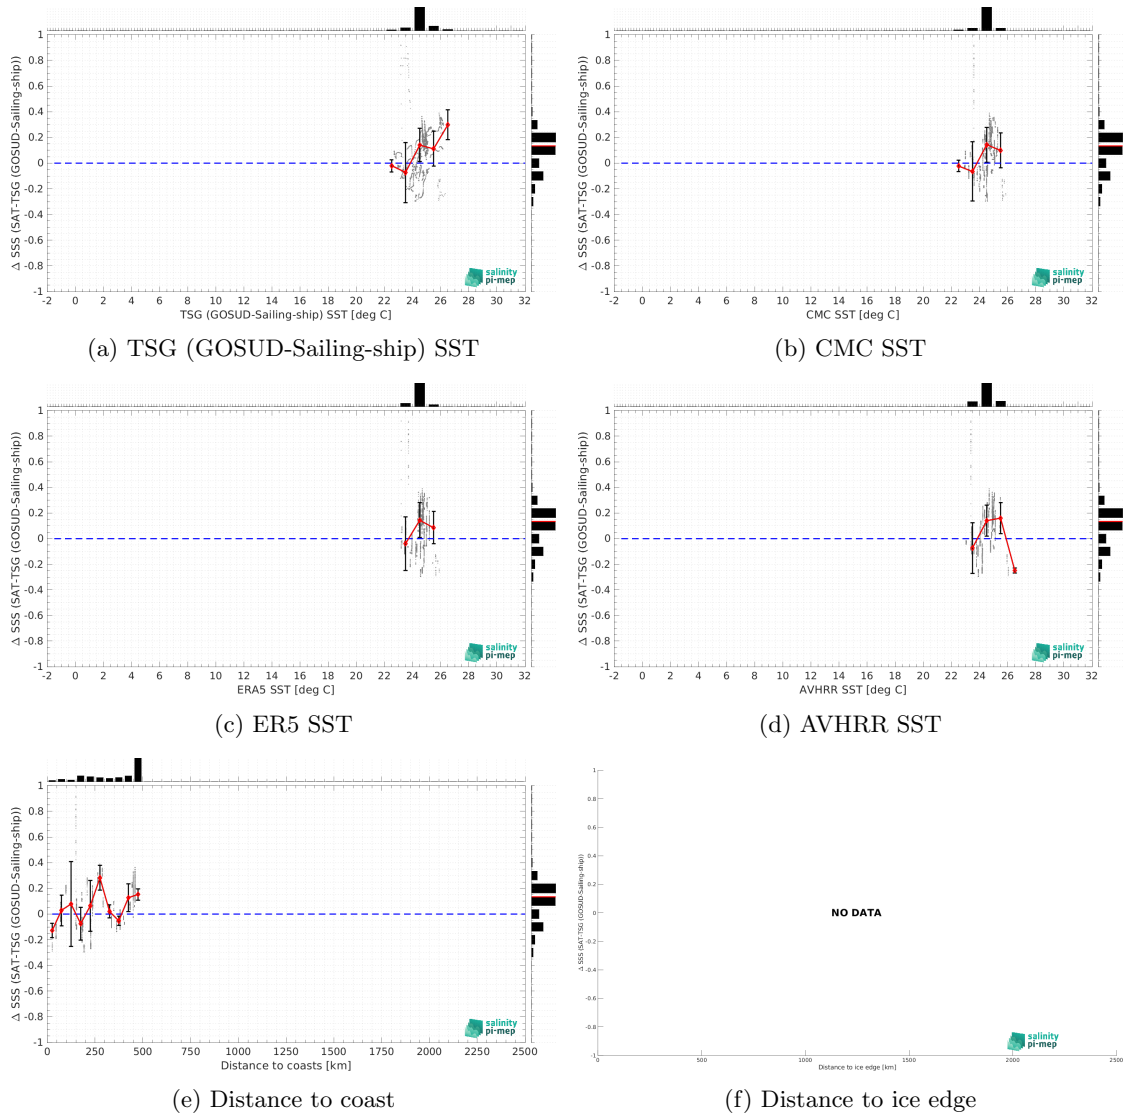 1
0.8
0.6
0.4
0.2
0
-0.2
-0.4
-0.6
-0.8
-1
Δ SSS (SAT-TSG (GOSUD-Sailing-ship))
salinity
pi-mep
-2 0 2 4 6 8 10 12 14 16 18 20 22 24 26 28 30 32
TSG (GOSUD-Sailing-ship) SST [deg C]
(a) TSG (GOSUD-Sailing-ship) SST
1
0.8
0.6
0.4
0.2
0
-0.2
-0.4
-0.6
-0.8
-1
Δ SSS (SAT-TSG (GOSUD-Sailing-ship))
salinity
pi-mep
-2 0 2 4 6 8 10 12 14 16 18 20 22 24 26 28 30 32
CMC SST [deg C]
(b) CMC SST
1
0.8
0.6
0.4
0.2
0
-0.2
-0.4
-0.6
-0.8
-1
Δ SSS (SAT-TSG (GOSUD-Sailing-ship))
salinity
pi-mep
-2 0 2 4 6 8 10 12 14 16 18 20 22 24 26 28 30 32
ERA5 SST [deg C]
(c) ER5 SST
1
0.8
0.6
0.4
0.2
0
-0.2
-0.4
-0.6
-0.8
-1
Δ SSS (SAT-TSG (GOSUD-Sailing-ship))
salinity
pi-mep
-2 0 2 4 6 8 10 12 14 16 18 20 22 24 26 28 30 32
AVHRR SST [deg C]
(d) AVHRR SST
1
0.8
0.6
0.4
0.2
0
-0.2
-0.4
-0.6
-0.8
-1
Δ SSS (SAT-TSG (GOSUD-Sailing-ship))
salinity
pi-mep
0 250 500 750 1000 1250 1500 1750 2000 2250 2500
Distance to coasts [km]
(e) Distance to coast
1
0.8
0.6
0.4
0.2
0
-0.2
-0.4
-0.6
-0.8
-1
Δ SSS (SAT-TSG (GOSUD-Sailing-ship))
NO DATA
salinity
pi-mep
0 500 1000 1500 2000 2500
Distance to ice edge [km]
(f) Distance to ice edge